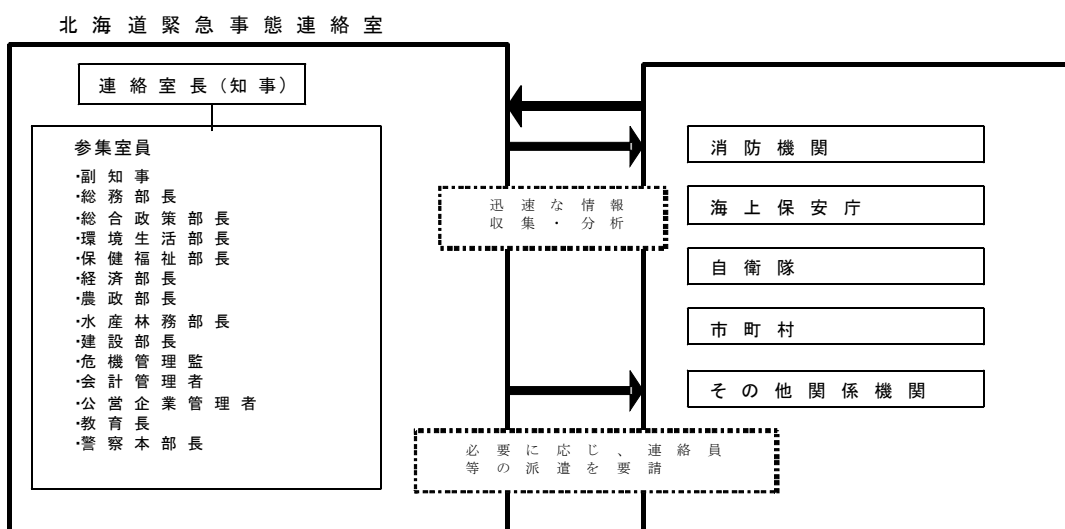 北海道緊急事態連絡室
連絡室長(知事)
参集室員
・副知事
・総務部長
・総合政策部長
・環境生活部長
・保健福祉部長
・経済部長
・農政部長
・水産林務部長
・建設部長
・危機管理監
・会計管理者
・公営企業管理者
・教育長
・警察本部長
迅速な情報
収集・分析
必要に応じ、連絡員
等の派遣を要請
消防機関
海上保安庁
自衛隊
市町村
その他関係機関